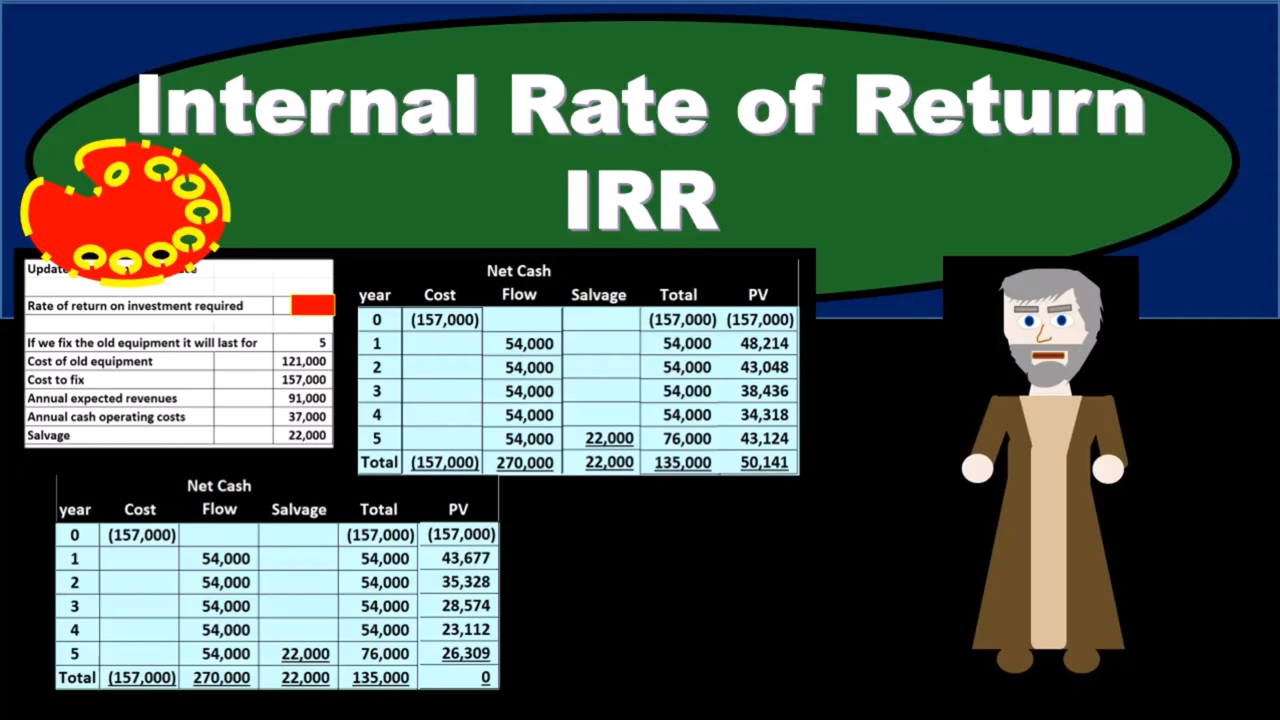 Internal Rate of Return
IRR
Rate of return on investment required
If we fix the old equipment it will last for 5
Cost of old equipment 121,000
Cost to fix 157,000
Annual expected revenues 91,000
Annual cash operating costs 37,000
Salvage 22,000
Net Cash
year Cost Flow Salvage Total PV
0 (157,000) (157,000) (157,000)
1 54,000 54,000 48,214
2 54,000 54,000 43,048
3 54,000 54,000 38,436
4 54,000 54,000 34,318
5 54,000 22,000 76,000 43,124
Total (157,000) 270,000 22,000 135,000 50,141
Net Cash
year Cost Flow Salvage Total PV
0 (157,000) (157,000) (157,000)
1 54,000 54,000 43,677
2 54,000 54,000 35,328
3 54,000 54,000 28,574
4 54,000 54,000 23,112
5 54,000 22,000 76,000 26,309
Total (157,000) 270,000 22,000 135,000 0